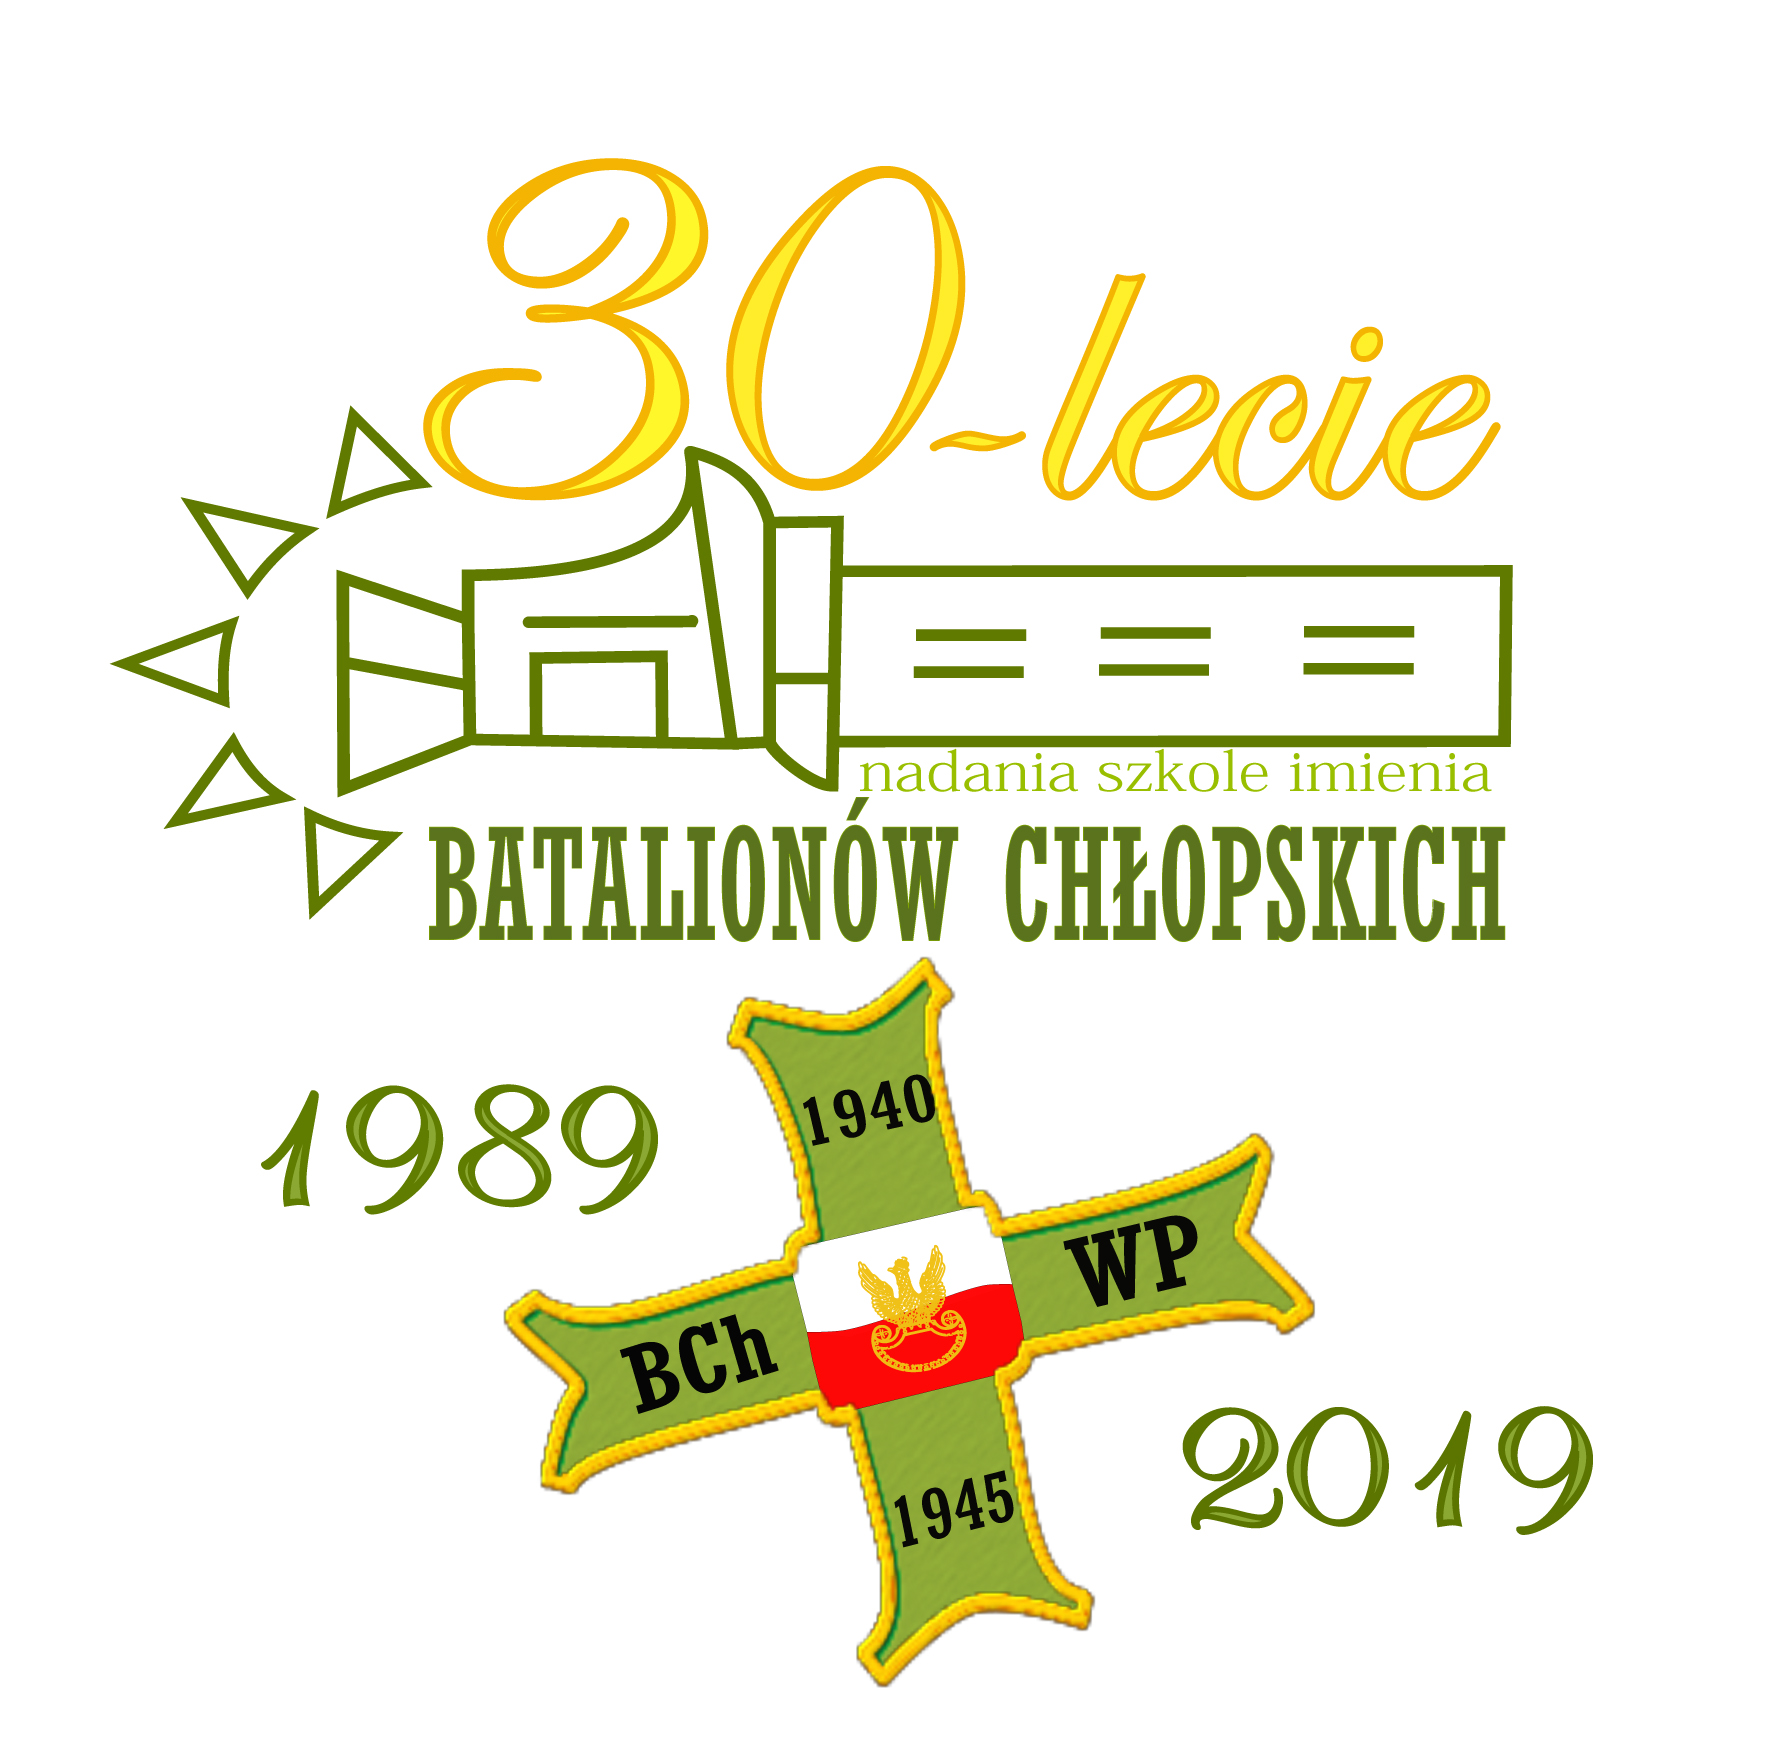 30-lecie
nadania szkole imienia
BATALIONÓW CHŁOPSKICH
1940
1989
WP
BCh
2019
1945